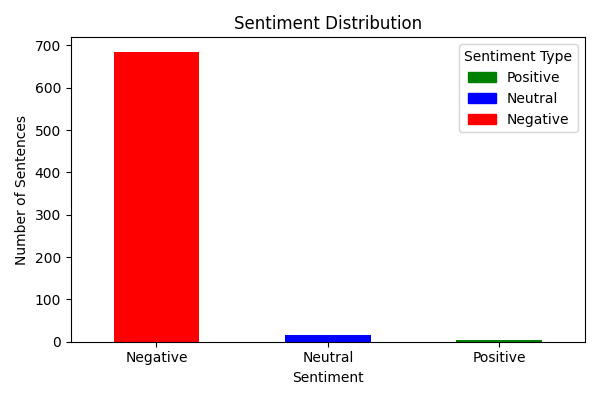 Sentiment Distribution
Number of Sentences
700
600
500
400
300
200
100
0
Sentiment Type
Positive
Neutral
Negative
Negative Neutral Positive
Sentiment